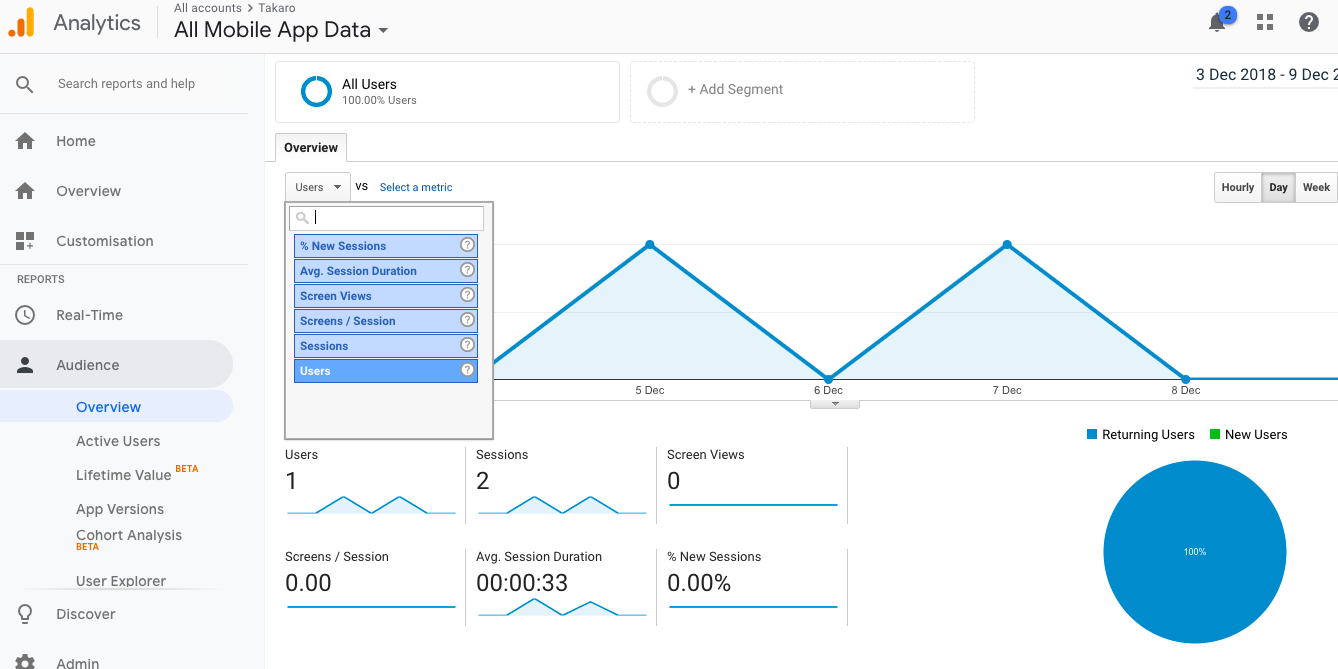 Analytics
All accounts > Takaro
All Mobile App Data
2
?
Search reports and help
Home
Overview
Customisation
REPORTS
Real-Time
Audience
Overview
Active Users
Lifetime Value BETA
App Versions
Cohort Analysis
BETA
User Explorer
Discover
Admin
All Users
100.00% Users
+ Add Segment
3 Dec 2018 - 9 Dec 2
Overview
Users vs Select a metric
Hourly Day Week
% New Sessions ?
Avg. Session Duration ?
Screen Views ?
Screens / Session ?
Sessions ?
Users ?
5 Dec 6 Dec 7 Dec 8 Dec
Returning Users New Users
Users Sessions Screen Views
1 2 0
Screens / Session Avg. Session Duration % New Sessions
0.00 00:00:33 0.00%
100%